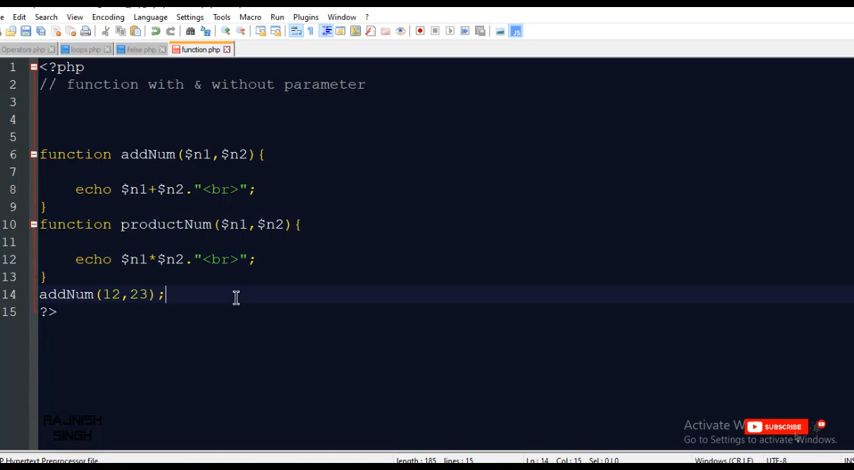 Edit Search View Encoding Language Settings Tools Macro Run Plugins Window ?
Operators.php loops.php ifelse.php function.php
1 <?php
2 // function with & without parameter
3
4
5
6 function addNum($n1,$n2){
7
8 echo $n1+$n2."<br>";
9 }
10 function productNum($n1,$n2){
11
12 echo $n1*$n2."<br>";
13 }
14 addNum(12,23);
15 ?>
RAJNISH
SINGH
Activate W SUBSCRIBE
Go to Settings to activate Windows.
P Hypertext Preprocessor file length : 185 lines : 15 Ln : 14 Col : 15 Sel : 0 | 0 Windows (CR LF) UTF-8 INS